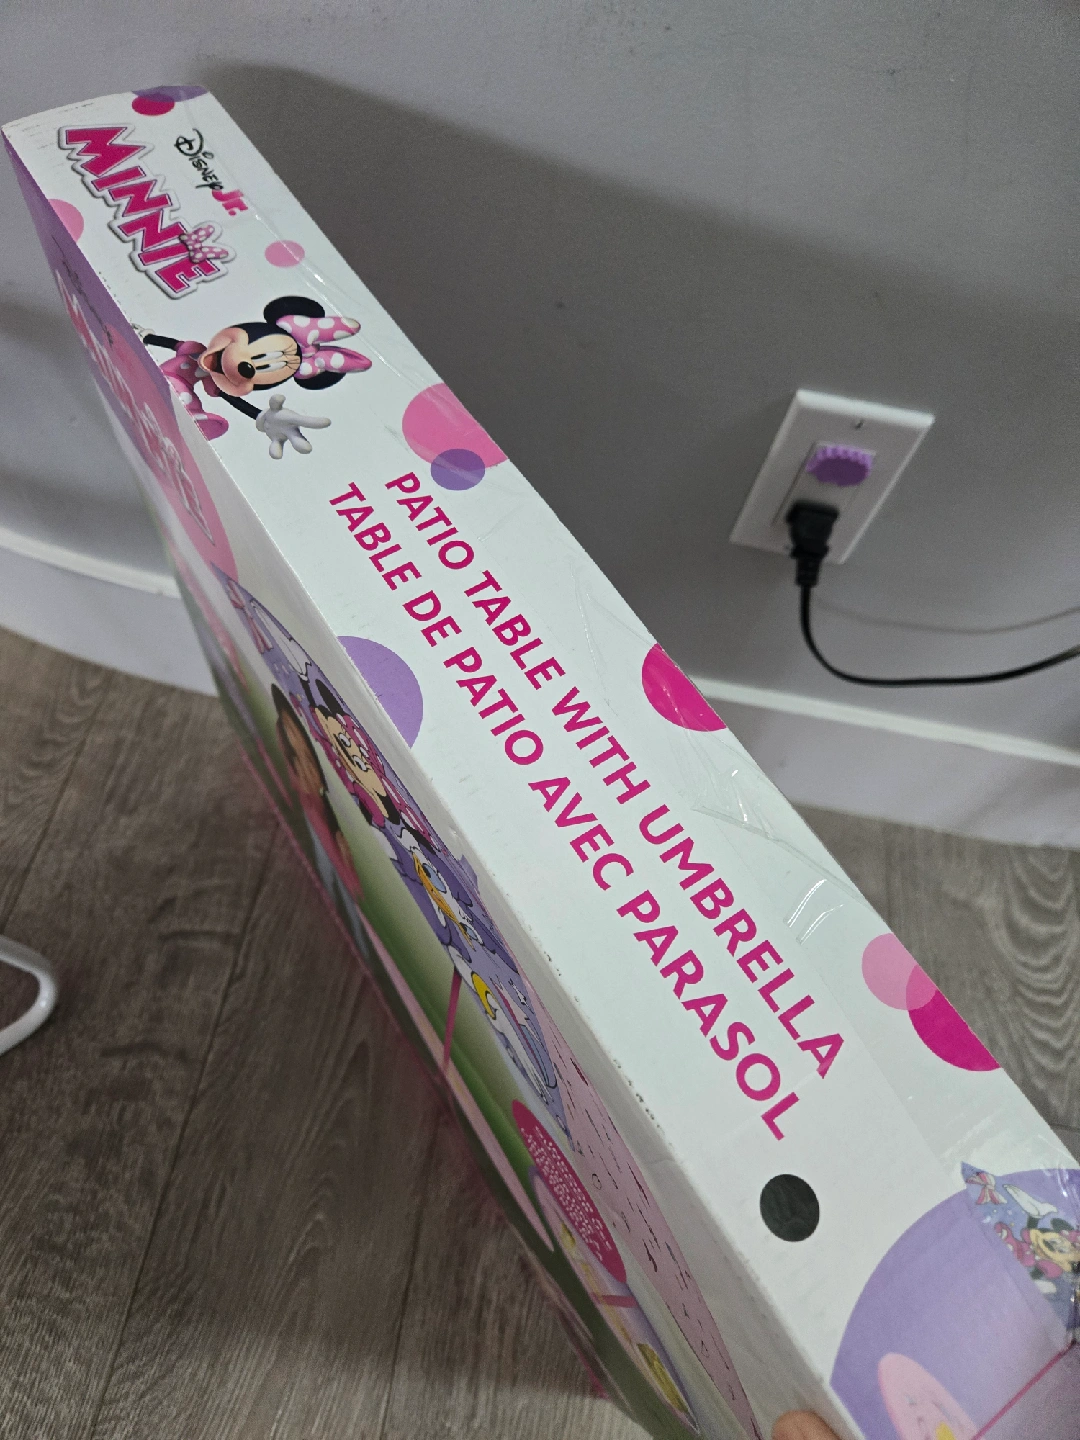 Disney Jr.
MINNIE
PATIO TABLE WITH UMBRELLA
TABLE DE PATIO AVEC PARASOL